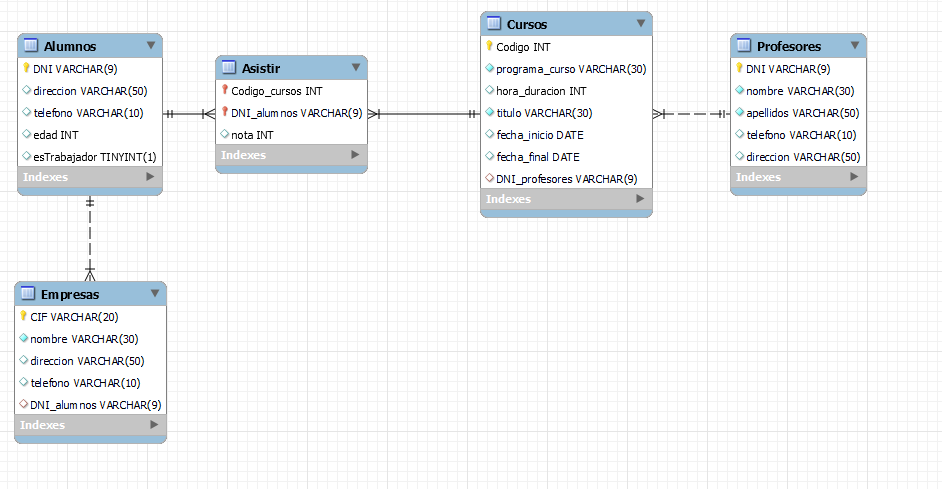 Alumnos
DNI VARCHAR(9)
direccion VARCHAR(50)
telefono VARCHAR(10)
edad INT
esTrabajador TINYINT(1)
Indexes
Asistir
Codigo_cursos INT
DNI_alumnos VARCHAR(9)
nota INT
Indexes
Cursos
Codigo INT
programa_curso VARCHAR(30)
hora_duracion INT
titulo VARCHAR(30)
fecha_inicio DATE
fecha_final DATE
DNI_profesores VARCHAR(9)
Indexes
Profesores
DNI VARCHAR(9)
nombre VARCHAR(30)
apellidos VARCHAR(50)
telefono VARCHAR(10)
direccion VARCHAR(50)
Indexes
Empresas
CIF VARCHAR(20)
nombre VARCHAR(30)
direccion VARCHAR(50)
telefono VARCHAR(10)
DNI_alumnos VARCHAR(9)
Indexes